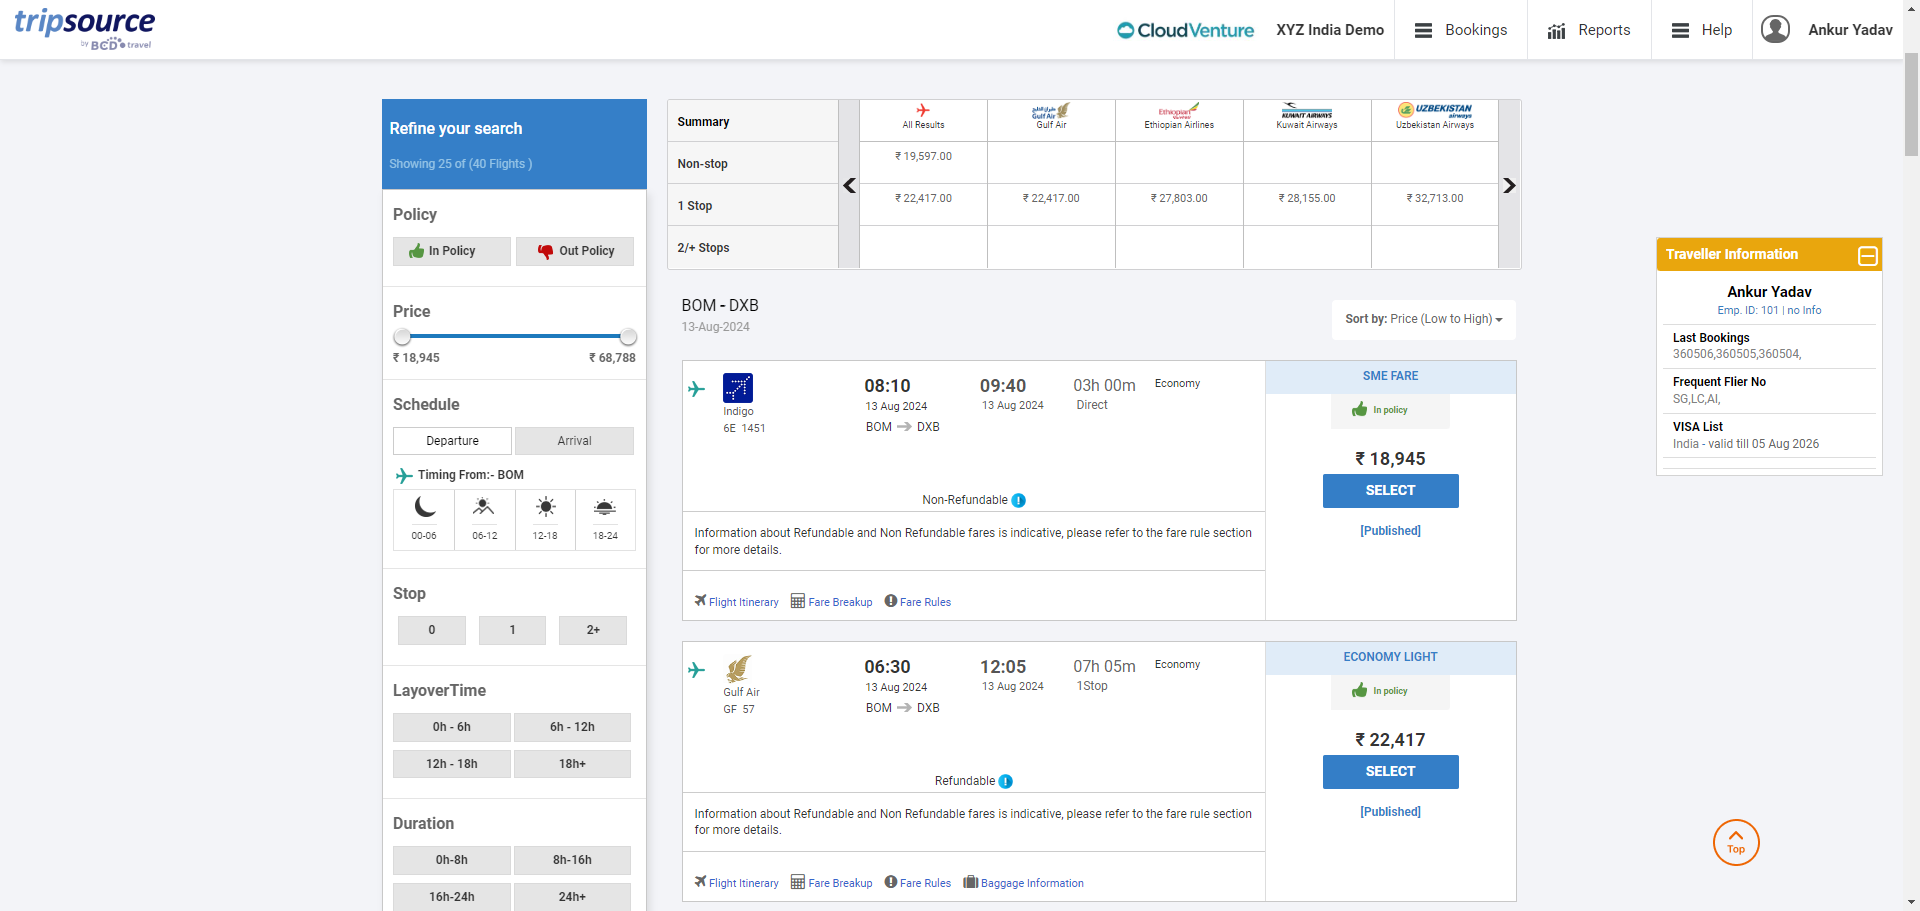 tripsource
by BCD travel
CloudVenture
XYZ India Demo
Bookings
Reports
Help
Ankur Yadav
Refine your search
Showing 25 of (40 Flights )
Policy
In Policy
Out Policy
Price
₹ 18,945
₹ 68,788
Schedule
Departure
Arrival
Timing From:- BOM
00-06
06-12
12-18
18-24
Stop
0
1
2+
LayoverTime
0h - 6h
6h - 12h
12h - 18h
18h+
Duration
0h-8h
8h-16h
16h-24h
24h+
Summary
All Results
Gulf Air
Gulf Air
Ethiopian
Ethiopian Airlines
KUWAIT AIRWAYS
Kuwait Airways
UZBEKISTAN
airways
Uzbekistan Airways
Non-stop
₹ 19,597.00
1 Stop
₹ 22,417.00
₹ 22,417.00
₹ 27,803.00
₹ 28,155.00
₹ 32,713.00
2/+ Stops
BOM - DXB
13-Aug-2024
Sort by: Price (Low to High)
Indigo
6E 1451
08:10
13 Aug 2024
BOM DXB
09:40
13 Aug 2024
03h 00m
Direct
Economy
Non-Refundable
Information about Refundable and Non Refundable fares is indicative, please refer to the fare rule section
for more details.
Flight Itinerary
Fare Breakup
Fare Rules
SME FARE
In policy
₹ 18,945
SELECT
[Published]
Gulf Air
GF 57
06:30
13 Aug 2024
BOM DXB
12:05
13 Aug 2024
07h 05m
1Stop
Economy
Refundable
Information about Refundable and Non Refundable fares is indicative, please refer to the fare rule section
for more details.
Flight Itinerary
Fare Breakup
Fare Rules
Baggage Information
ECONOMY LIGHT
In policy
₹ 22,417
SELECT
[Published]
Traveller Information
Ankur Yadav
Emp. ID: 101 | no Info
Last Bookings
360506,360505,360504,
Frequent Flier No
SG,LC,AI,
VISA List
India - valid till 05 Aug 2026
Top